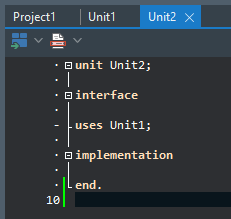 Project1 Unit1 Unit2 ×
unit Unit2;
interface
uses Unit1;
implementation
end.
10